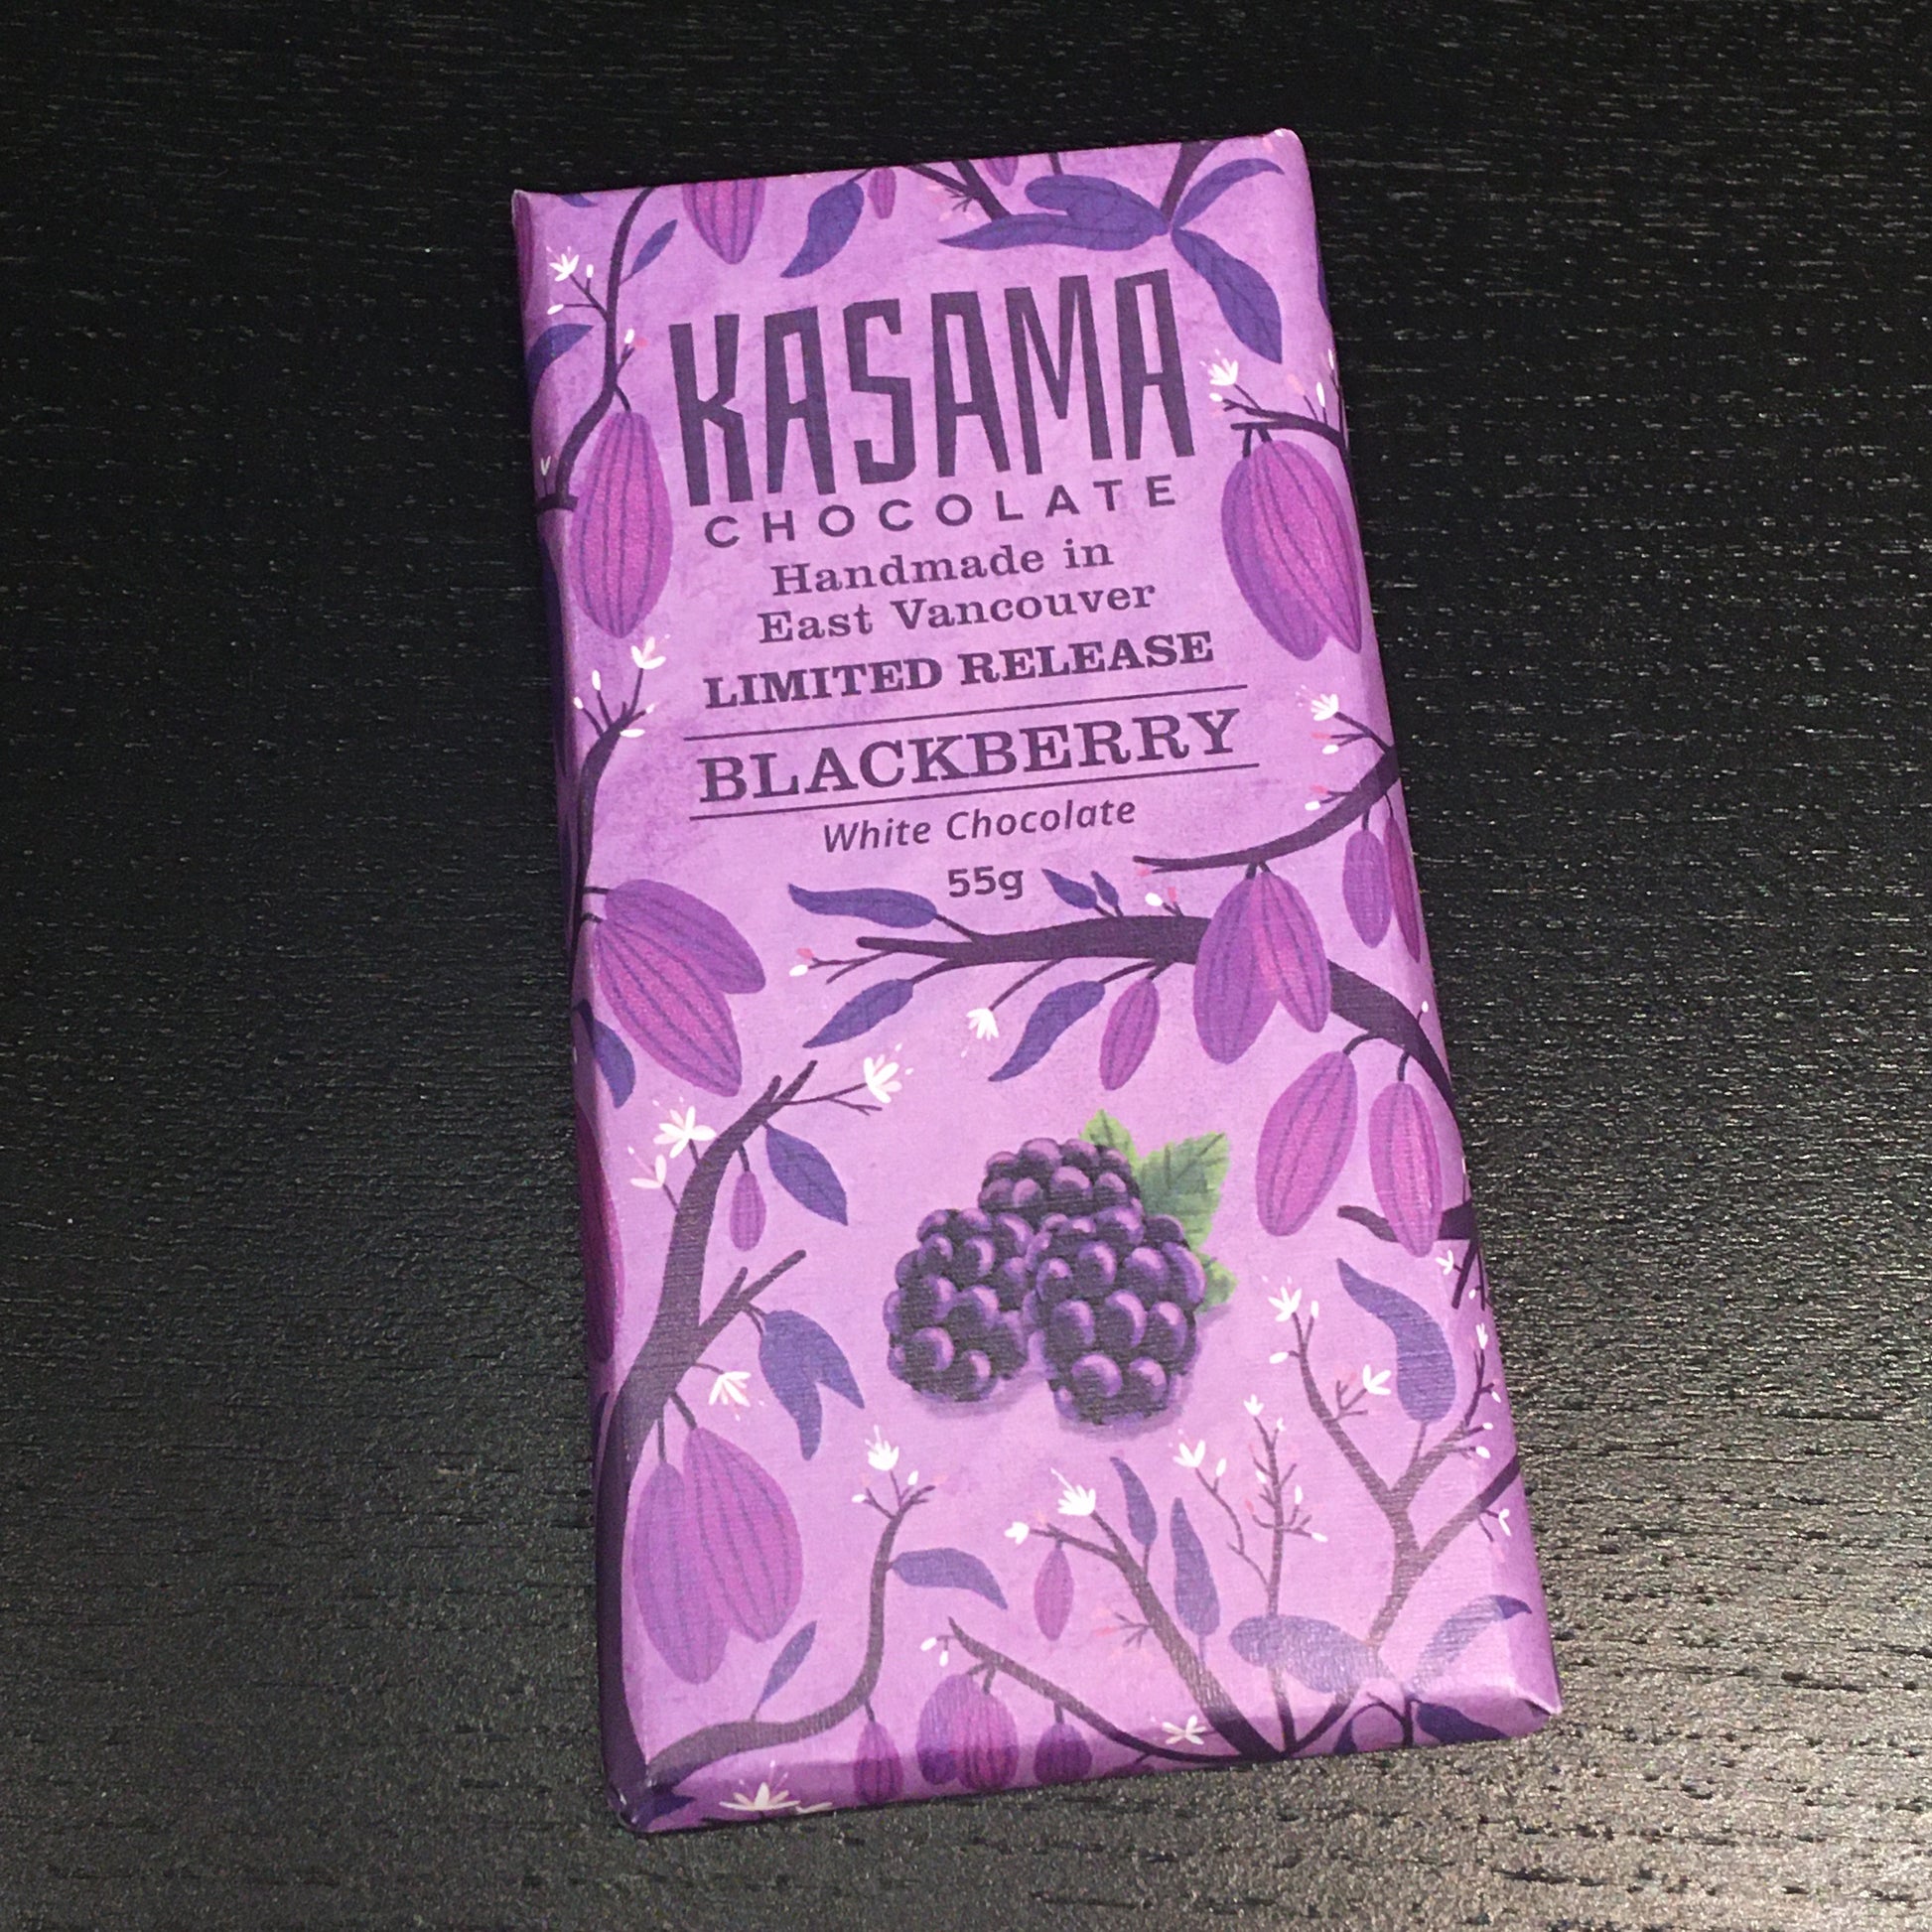 KASAMA
CHOCOLATE
Handmade in
East Vancouver
LIMITED RELEASE
BLACKBERRY
White Chocolate
55g